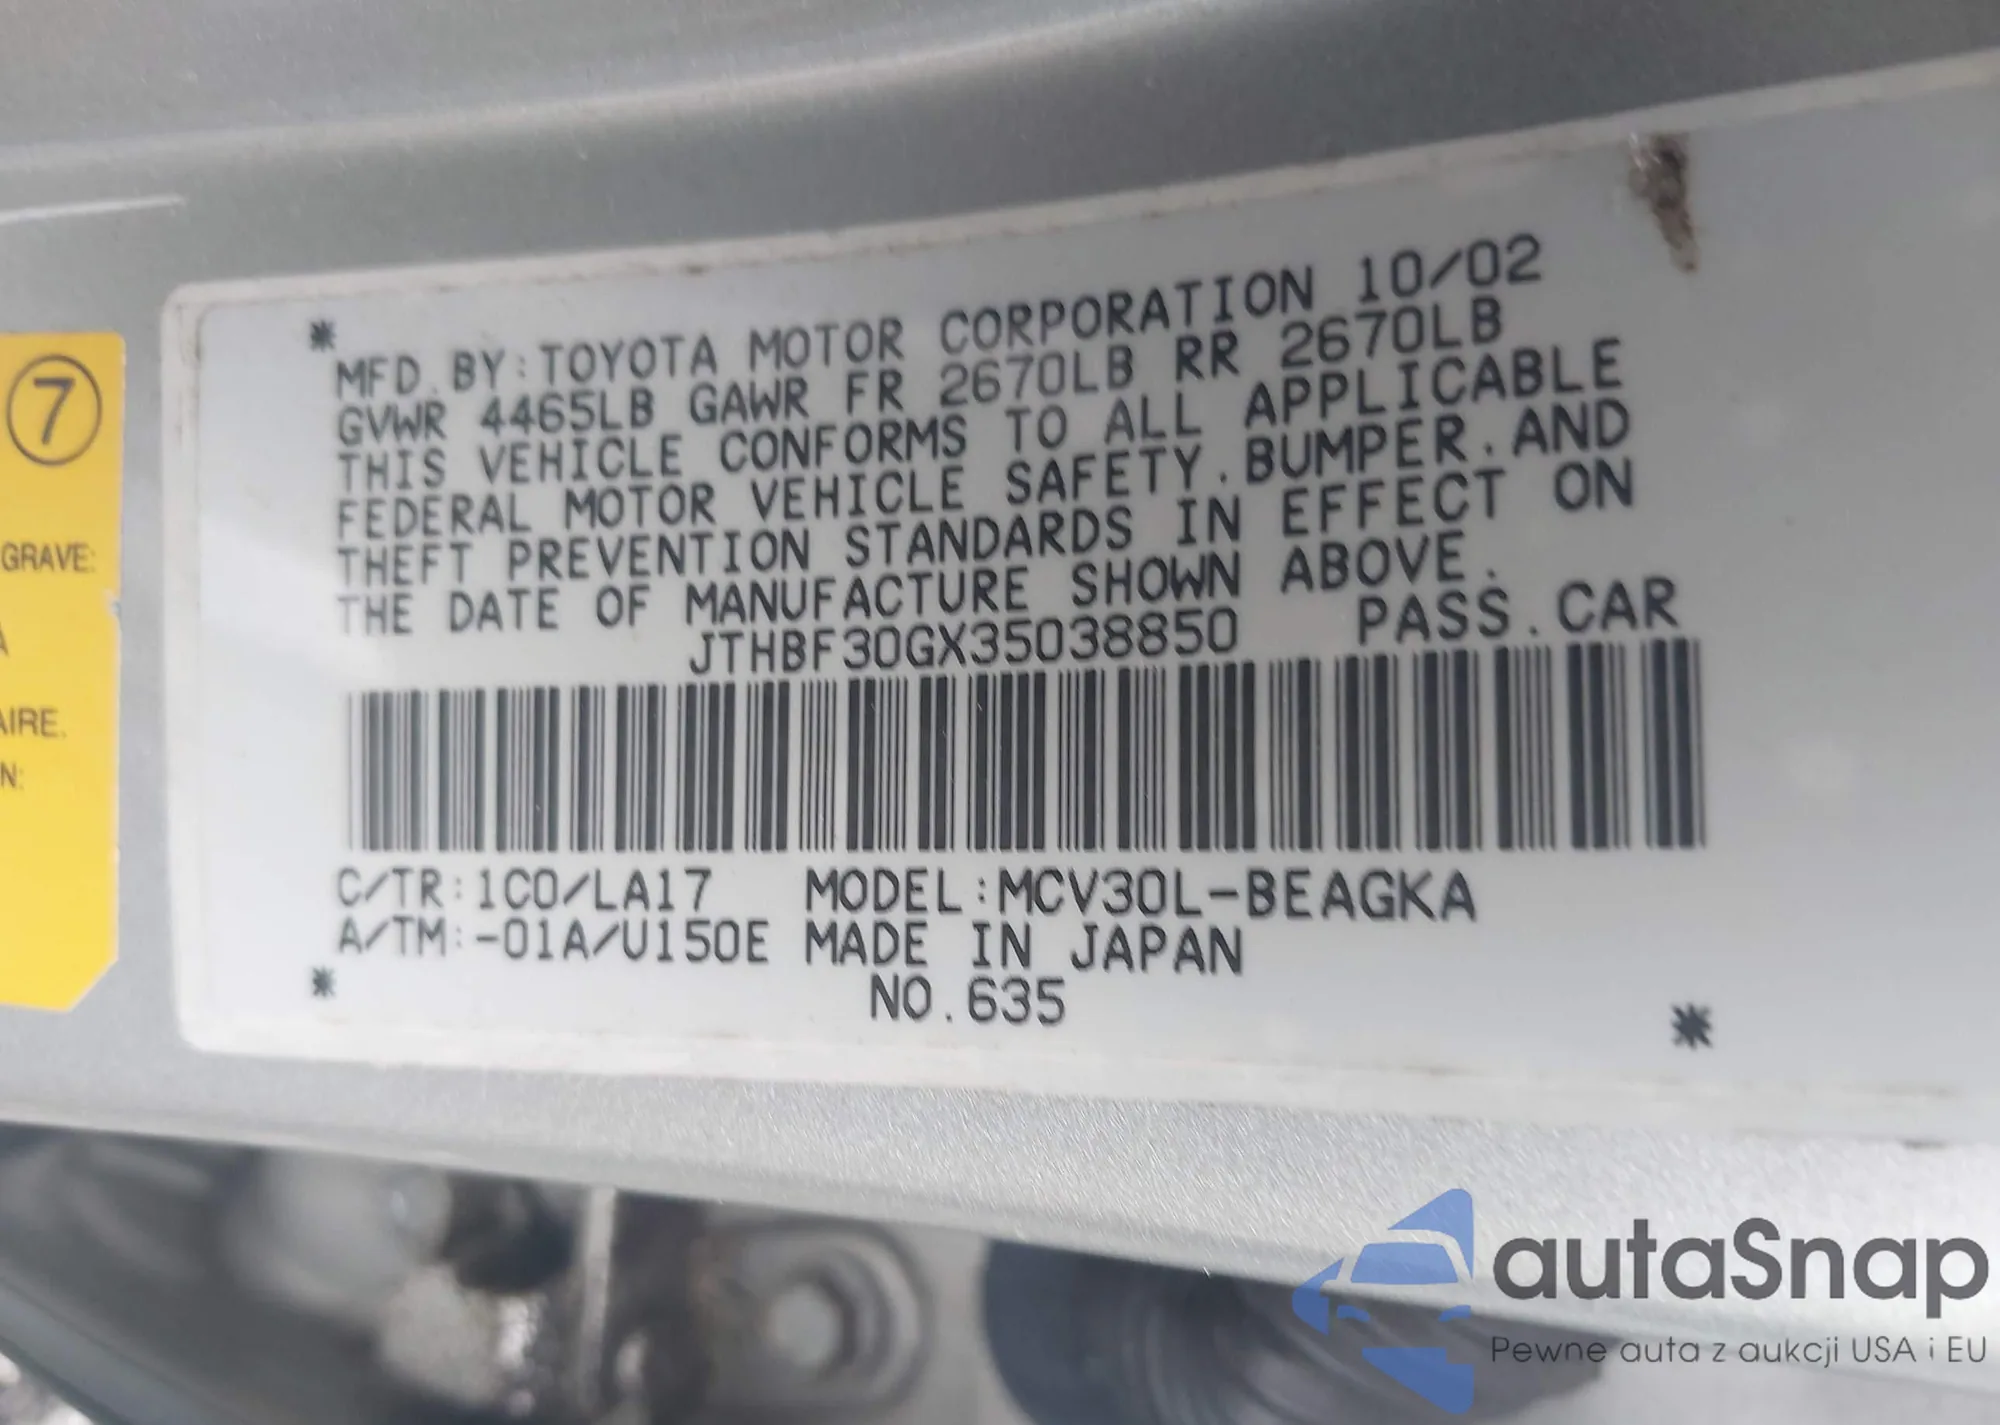 7
GRAVE:
A
AIRE.
N:
*
MFD. BY: TOYOTA MOTOR CORPORATION 10/02
GVWR 4465LB GAWR FR 2670LB RR 2670LB
THIS VEHICLE CONFORMS TO ALL APPLICABLE
FEDERAL MOTOR VEHICLE SAFETY. BUMPER. AND
THEFT PREVENTION STANDARDS IN EFFECT ON
THE DATE OF MANUFACTURE SHOWN ABOVE.
JTHBF30GX35038850 PASS. CAR
C/TR: 1C0/LA17 MODEL: MCV30L-BEAGKA
A/TM: -01A/U150E MADE IN JAPAN
* NO. 635
*
autaSnap
Pewne auta z aukcji USA i EU